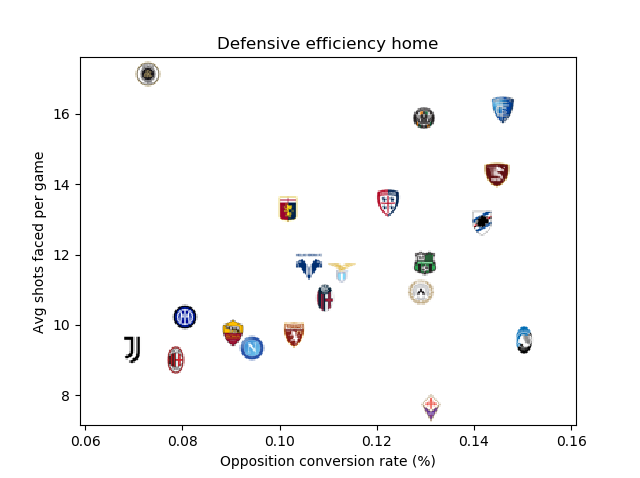 Defensive efficiency home
Avg shots faced per game
16
14
12
10
8
0.06 0.08 0.10 0.12 0.14 0.16
Opposition conversion rate (%)